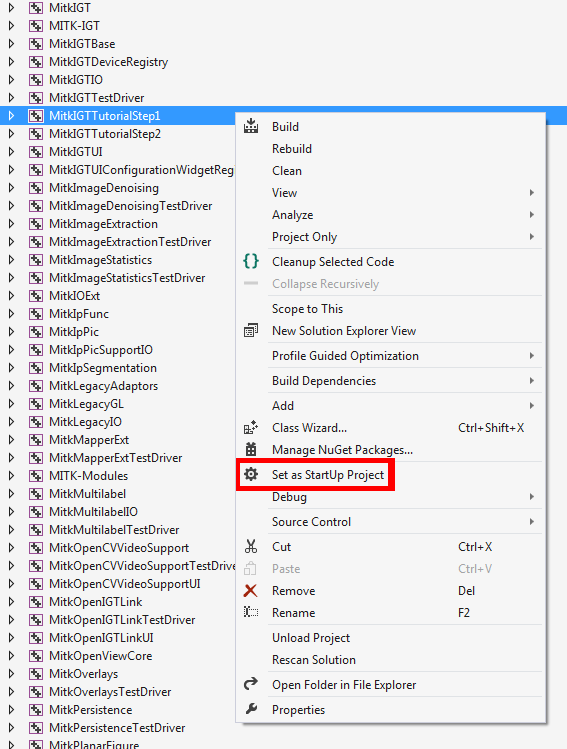 MitkIGT
MITK-IGT
MitkIGTBase
MitkIGTDeviceRegistry
MitkIGTIO
MitkIGTTestDriver
MitkIGTTutorialStep1
MitkIGTTutorialStep2
MitkIGTUI
MitkIGTUIConfigurationWidgetReg
MitkImageDenoising
MitkImageDenoisingTestDriver
MitkImageExtraction
MitkImageExtractionTestDriver
MitkImageStatistics
MitkImageStatisticsTestDriver
MitkIOExt
MitkIpFunc
MitkIpPic
MitkIpPicSupportIO
MitkIpSegmentation
MitkLegacyAdaptors
MitkLegacyGL
MitkLegacyIO
MitkMapperExt
MitkMapperExtTestDriver
MITK-Modules
MitkMultilabel
MitkMultilabelIO
MitkMultilabelTestDriver
MitkOpenCVVideoSupport
MitkOpenCVVideoSupportTestDrive
MitkOpenCVVideoSupportUI
MitkOpenIGTLink
MitkOpenIGTLinkTestDriver
MitkOpenIGTLinkUI
MitkOpenViewCore
MitkOverlays
MitkOverlaysTestDriver
MitkPersistence
MitkPersistenceTestDriver
MitkPlanarFigure
Build
Rebuild
Clean
View
Analyze
Project Only
Cleanup Selected Code
Collapse Recursively
Scope to This
New Solution Explorer View
Profile Guided Optimization
Build Dependencies
Add
Class Wizard... Ctrl+Shift+X
Manage NuGet Packages...
Set as StartUp Project
Debug
Source Control
Cut Ctrl+X
Paste Ctrl+V
Remove Del
Rename F2
Unload Project
Rescan Solution
Open Folder in File Explorer
Properties